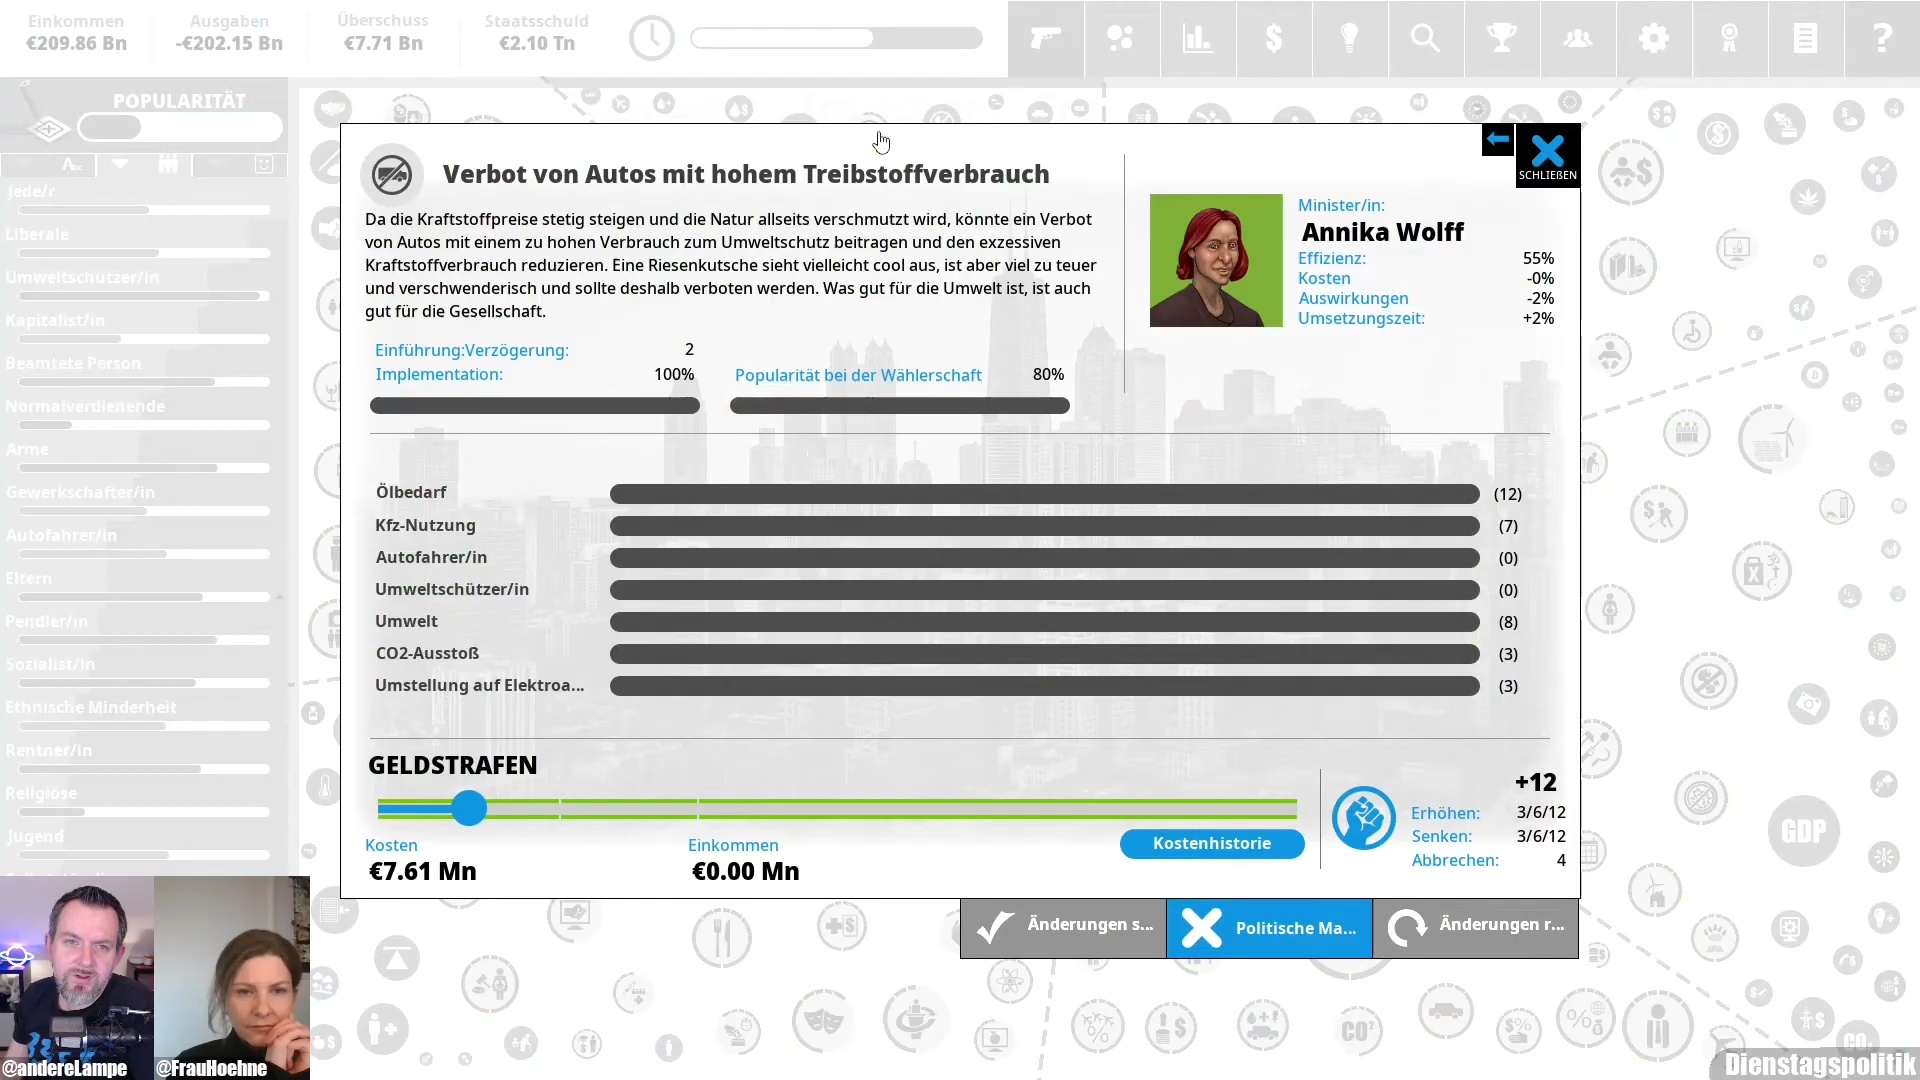 Einkommen
€209.86 Bn
Ausgaben
-€202.15 Bn
Überschuss
€7.71 Bn
Staatsschuld
€2.10 Tn
POPULARITÄT
Jede/r
Liberale
Umweltschützer/in
Kapitalist/in
Beamtete Person
Normalverdienende
Arme
Gewerkschafter/in
Autofahrer/in
Eltern
Pendler/in
Sozialist/in
Ethnische Minderheit
Rentner/in
Religiöse
Jugend
Verbot von Autos mit hohem Treibstoffverbrauch
Da die Kraftstoffpreise stetig steigen und die Natur allseits verschmutzt wird, könnte ein Verbot
von Autos mit einem zu hohen Verbrauch zum Umweltschutz beitragen und den exzessiven
Kraftstoffverbrauch reduzieren. Eine Riesenkutsche sieht vielleicht cool aus, ist aber viel zu teuer
und verschwenderisch und sollte deshalb verboten werden. Was gut für die Umwelt ist, ist auch
gut für die Gesellschaft.
Einführung:Verzögerung: 2
Implementation: 100%
Popularität bei der Wählerschaft 80%
SCHLIEßEN
Minister/in:
Annika Wolff
Effizienz: 55%
Kosten -0%
Auswirkungen -2%
Umsetzungszeit: +2%
Ölbedarf (12)
Kfz-Nutzung (7)
Autofahrer/in (0)
Umweltschützer/in (0)
Umwelt (8)
CO2-Ausstoß (3)
Umstellung auf Elektroa... (3)
GELDSTRAFEN
Kosten
€7.61 Mn
Einkommen
€0.00 Mn
Kostenhistorie
+12
Erhöhen: 3/6/12
Senken: 3/6/12
Abbrechen: 4
Änderungen s...
Politische Ma...
Änderungen r...
GDP
CO²
@andereLampe
@FrauHoehne
Dienstagspolitik